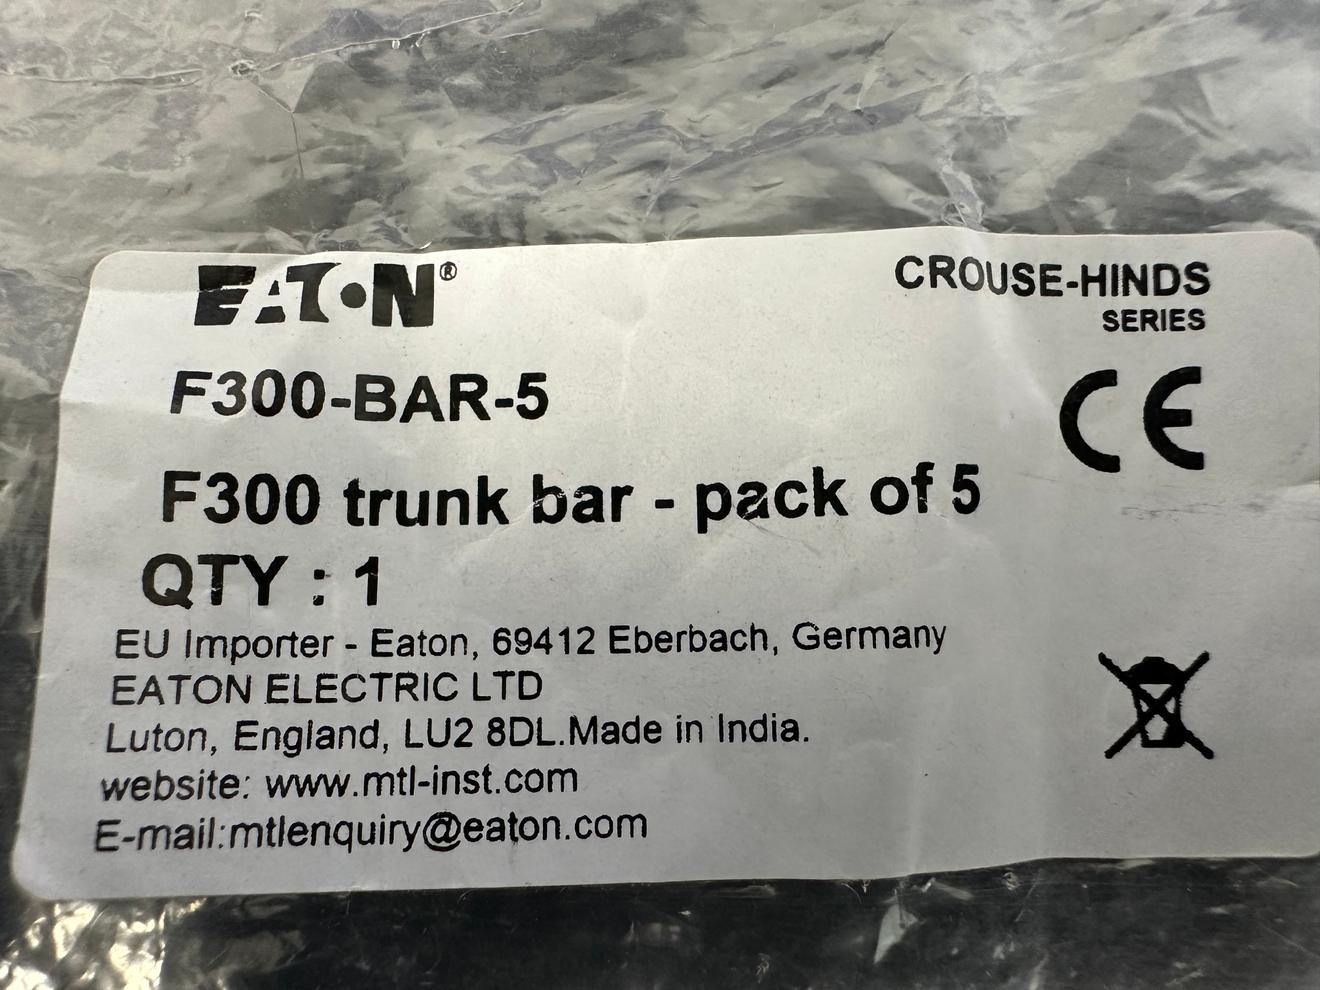 EATON®
CROUSE-HINDS
SERIES
F300-BAR-5
CE
F300 trunk bar - pack of 5
QTY : 1
EU Importer - Eaton, 69412 Eberbach, Germany
EATON ELECTRIC LTD
Luton, England, LU2 8DL.Made in India.
website: www.mtl-inst.com
E-mail:mtlenquiry@eaton.com